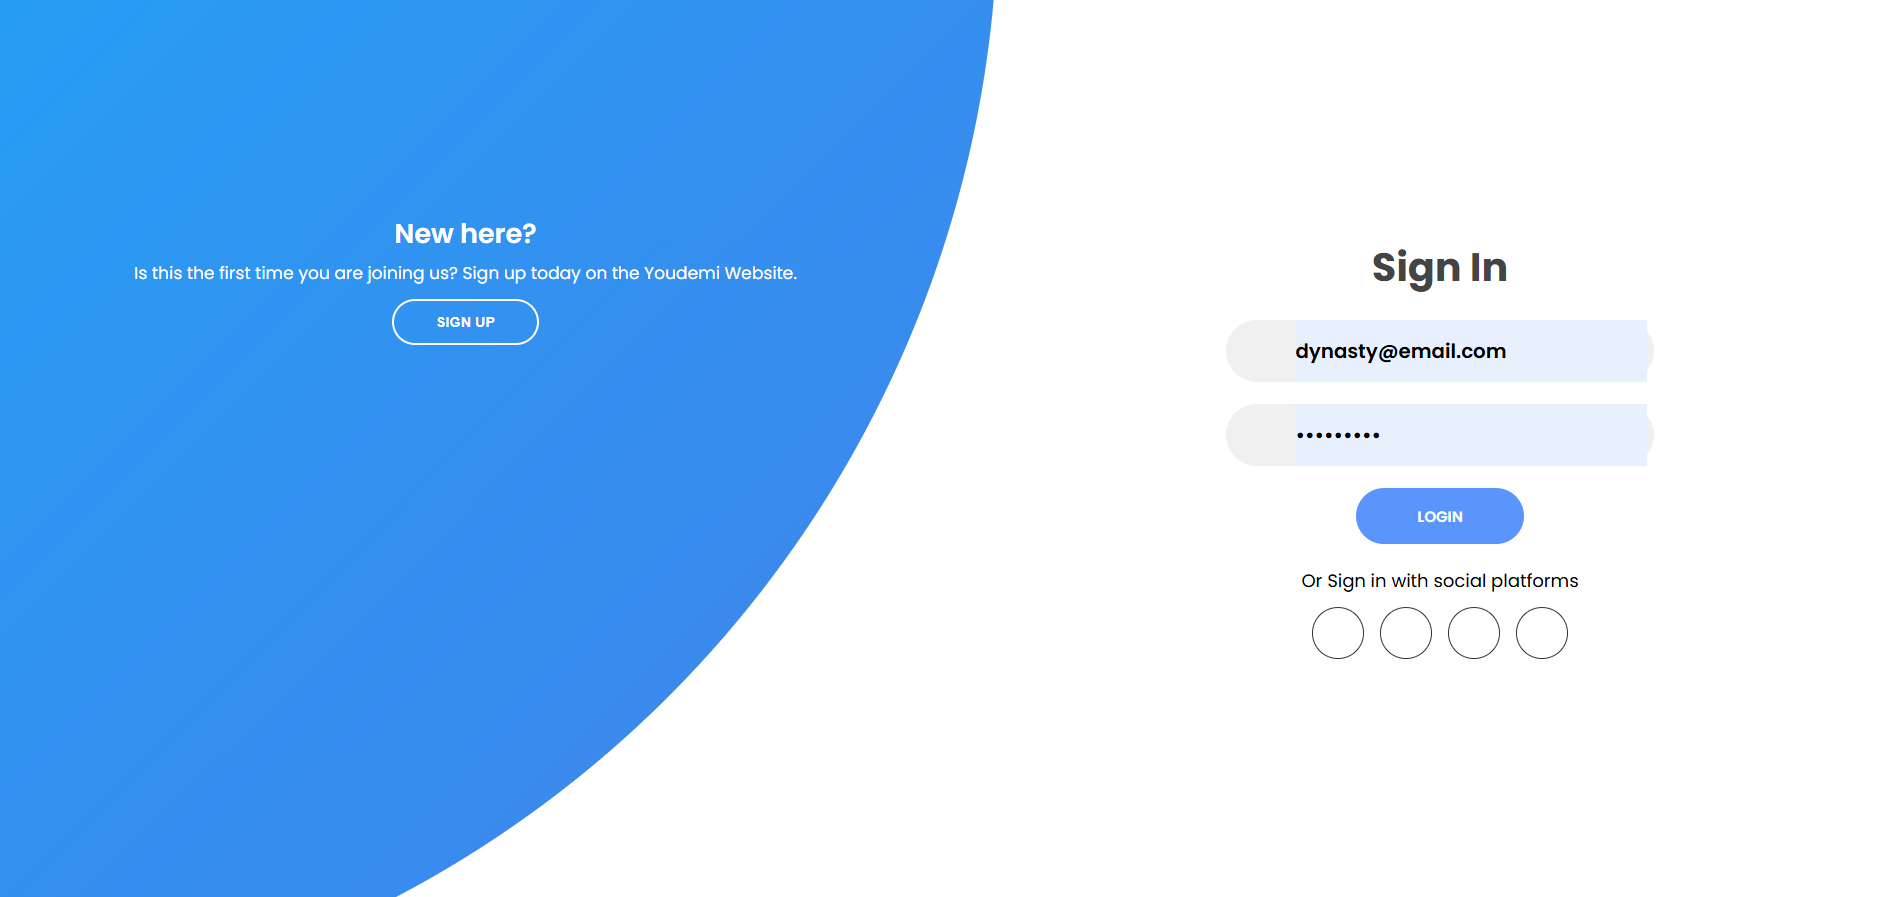 New here?
Is this the first time you are joining us? Sign up today on the Youdemi Website.
SIGN UP
Sign In
dynasty@email.com
•••••••••
LOGIN
Or Sign in with social platforms